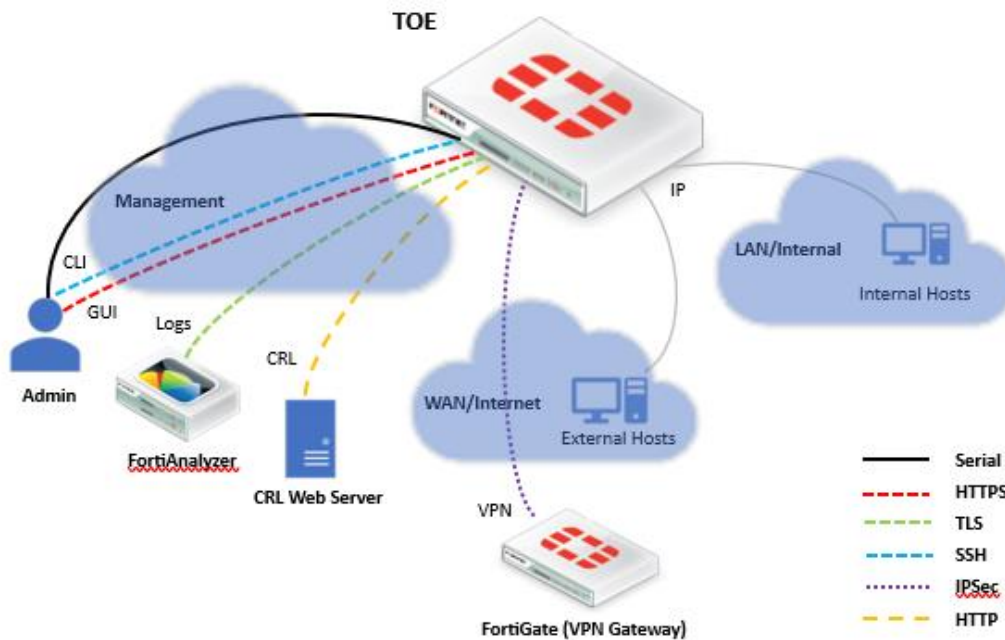 TOE
FORTINET
IP
Management
LAN/Internal
Internal Hosts
CLI
GUI
Logs
CRL
Admin
WAN/Internet
External Hosts
FortiAnalyzer
CRL Web Server
VPN
FortiGate (VPN Gateway)
Serial
HTTPS
TLS
SSH
IPSec
HTTP